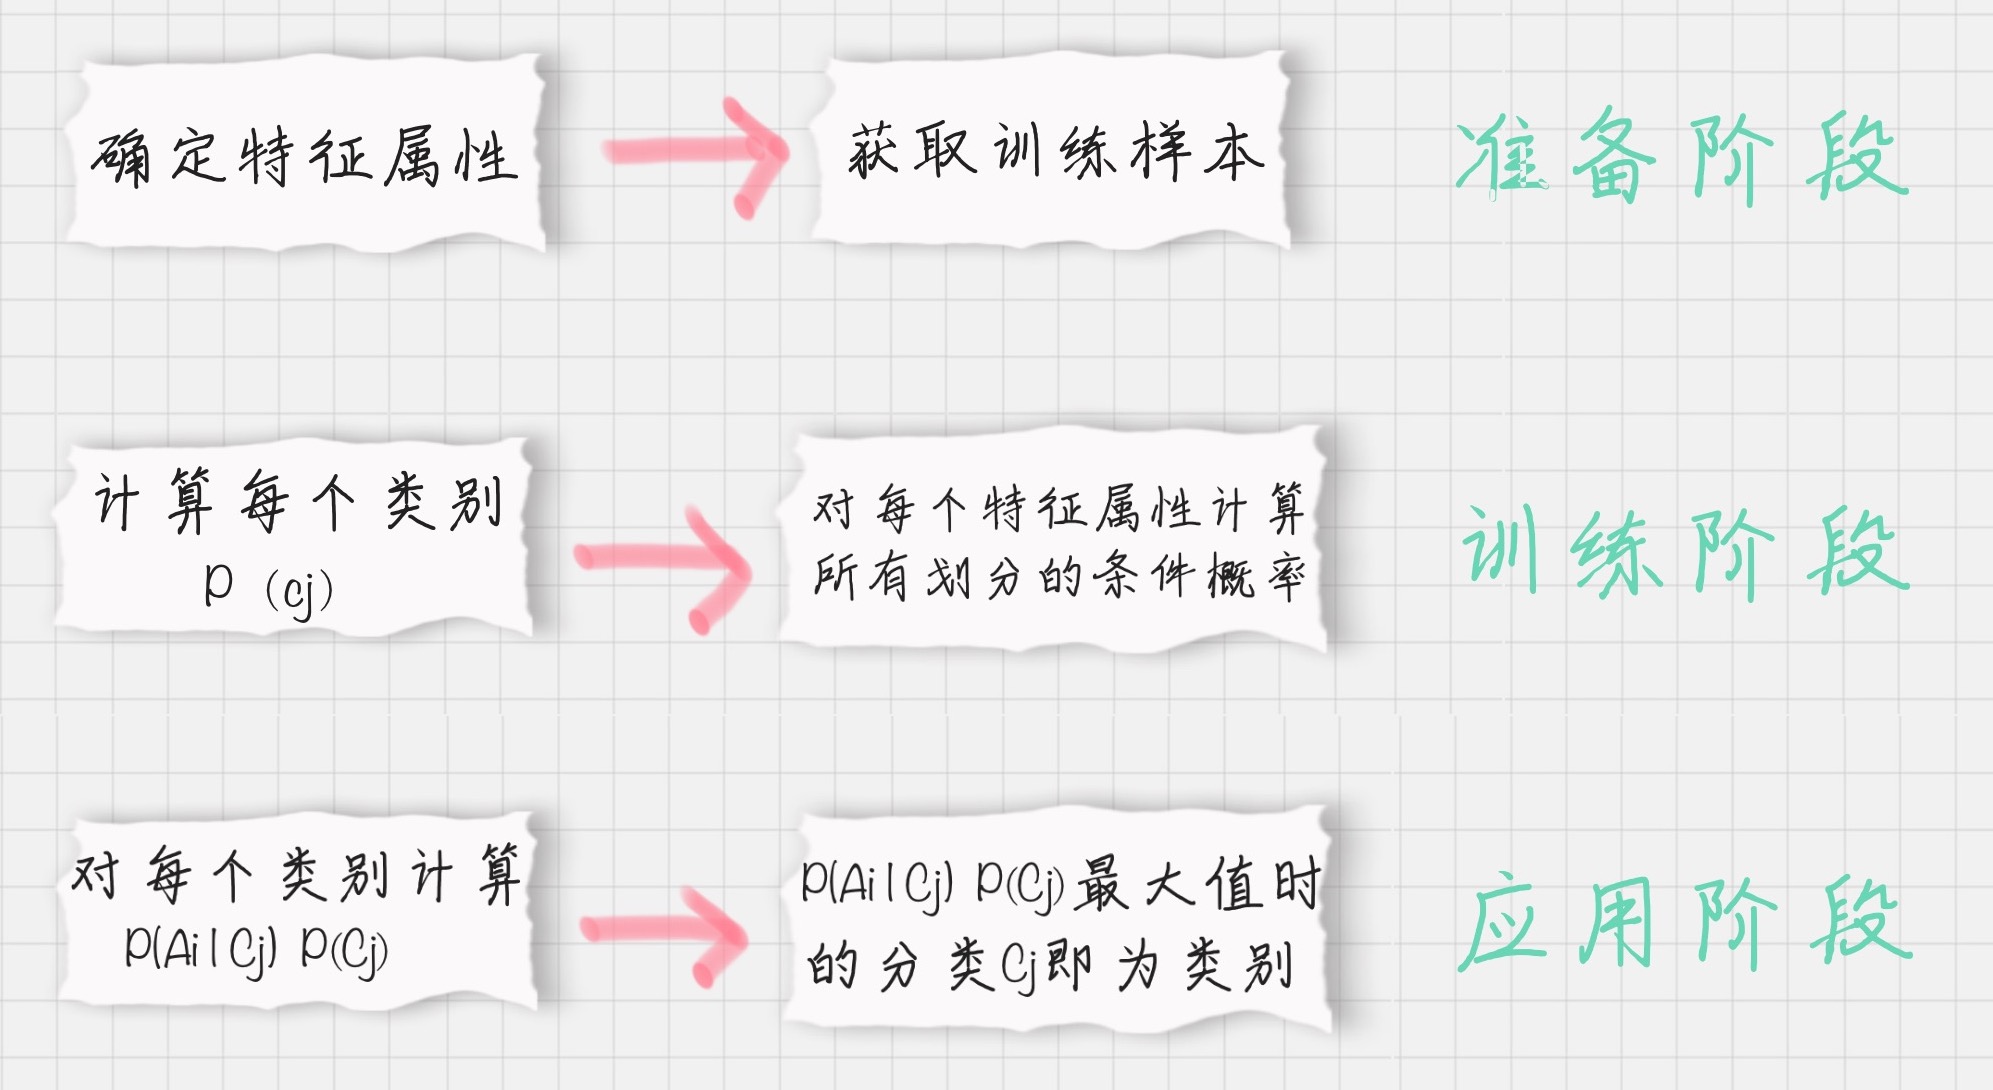 确定特征属性
获取训练样本
准备阶段
计算每个类别
P（cj）
对每个特征属性计算
所有划分的条件概率
训练阶段
对每个类别计算
P(Ai|Cj) P(Cj)
P(Ai|Cj) P(Cj)最大值时
的分类Cj即为类别
应用阶段